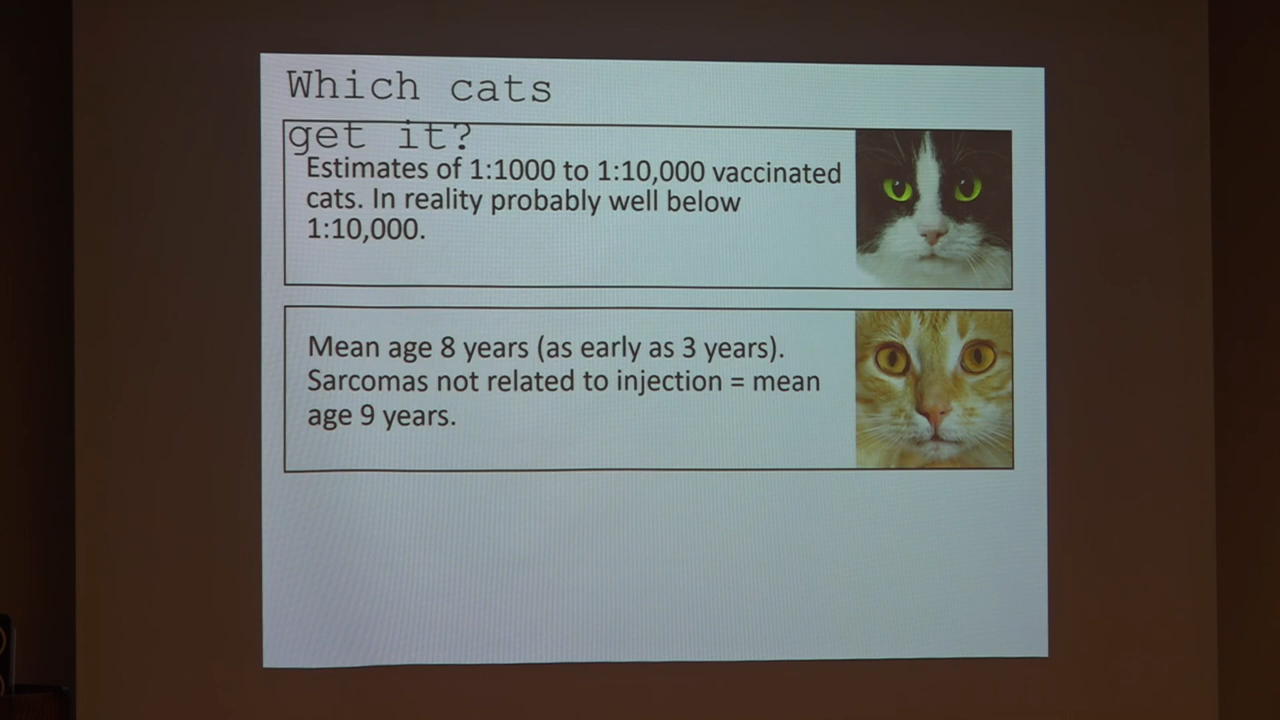 Which cats
get it?
Estimates of 1:1000 to 1:10,000 vaccinated
cats. In reality probably well below
1:10,000.
Mean age 8 years (as early as 3 years).
Sarcomas not related to injection = mean
age 9 years.